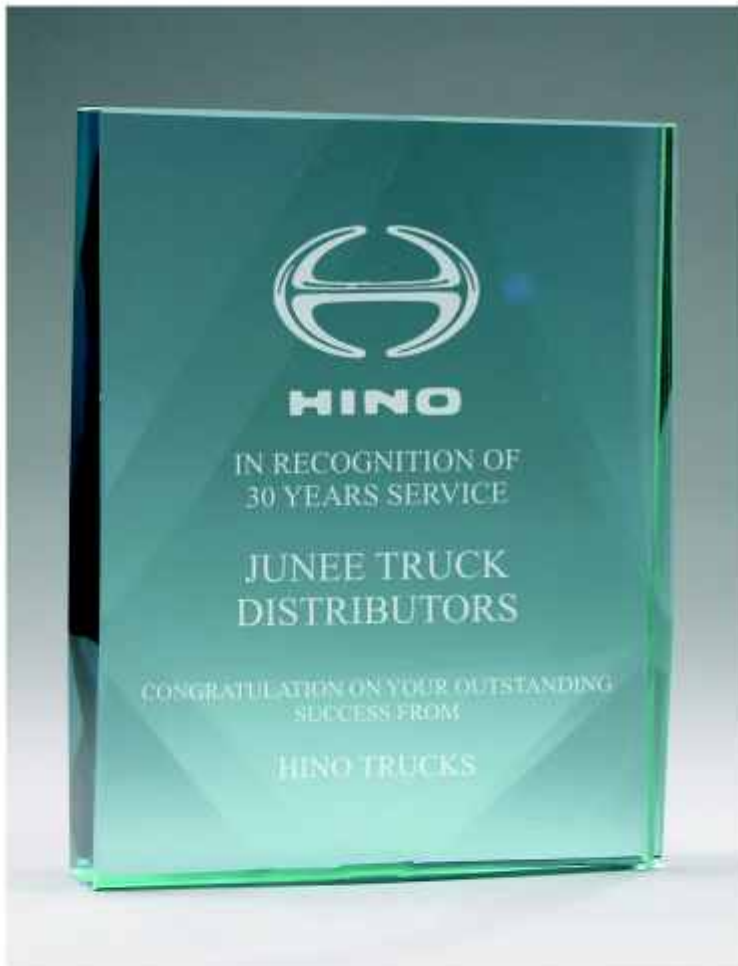 HINO
IN RECOGNITION OF
30 YEARS SERVICE
JUNEE TRUCK
DISTRIBUTORS
CONGRATULATION ON YOUR OUTSTANDING
SUCCESS FROM
HINO TRUCKS